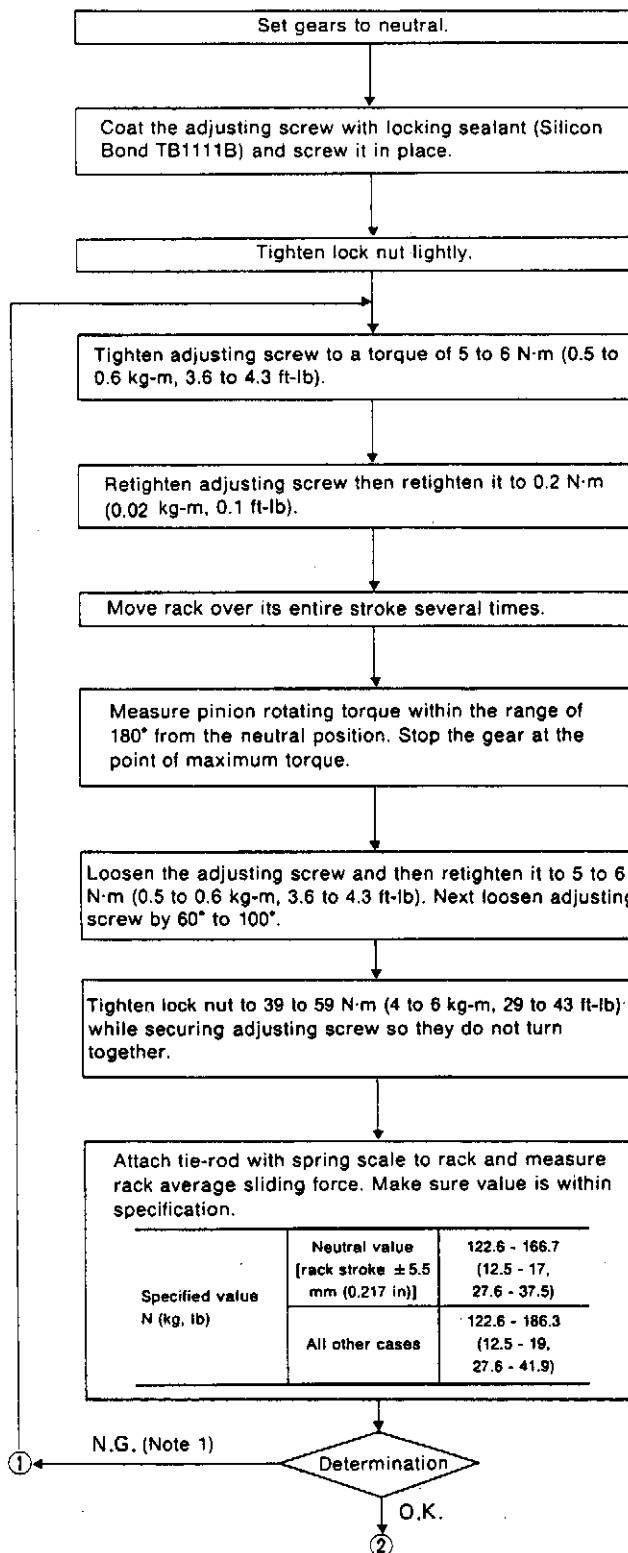 Set gears to neutral.
Coat the adjusting screw with locking sealant (Silicon
Bond TB1111B) and screw it in place.
Tighten lock nut lightly.
Tighten adjusting screw to a torque of 5 to 6 N·m (0.5 to
0.6 kg-m, 3.6 to 4.3 ft-lb).
Retighten adjusting screw then retighten it to 0.2 N·m
(0.02 kg-m, 0.1 ft-lb).
Move rack over its entire stroke several times.
Measure pinion rotating torque within the range of
180° from the neutral position. Stop the gear at the
point of maximum torque.
Loosen the adjusting screw and then retighten it to 5 to 6
N·m (0.5 to 0.6 kg-m, 3.6 to 4.3 ft-lb). Next loosen adjusting
screw by 60° to 100°.
Tighten lock nut to 39 to 59 N·m (4 to 6 kg-m, 29 to 43 ft-lb)
while securing adjusting screw so they do not turn
together.
Attach tie-rod with spring scale to rack and measure
rack average sliding force. Make sure value is within
specification.
Specified value
N (kg, lb)
Neutral value
[rack stroke ±5.5
mm (0.217 in)]
122.6 - 166.7
(12.5 - 17,
27.6 - 37.5)
All other cases
122.6 - 186.3
(12.5 - 19,
27.6 - 41.9)
N.G. (Note 1)
①
Determination
O.K.
②